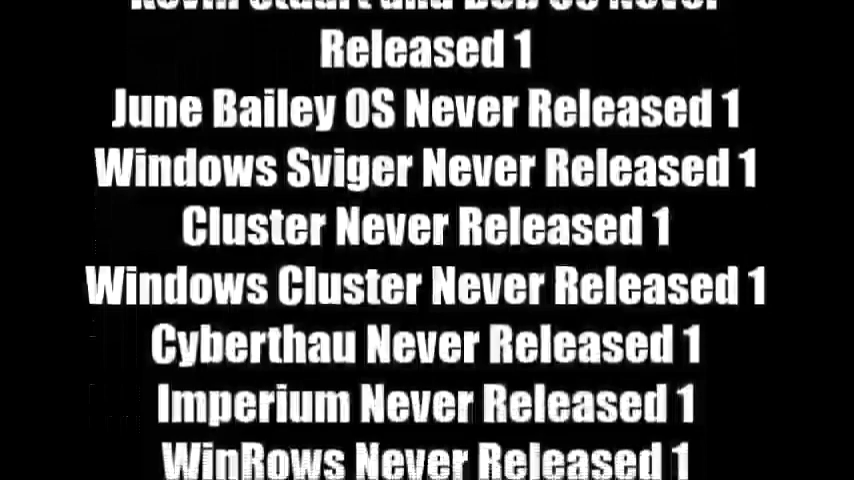 Released 1
June Bailey OS Never Released 1
Windows Sviger Never Released 1
Cluster Never Released 1
Windows Cluster Never Released 1
Cyberthau Never Released 1
Imperium Never Released 1
WinRows Never Released 1